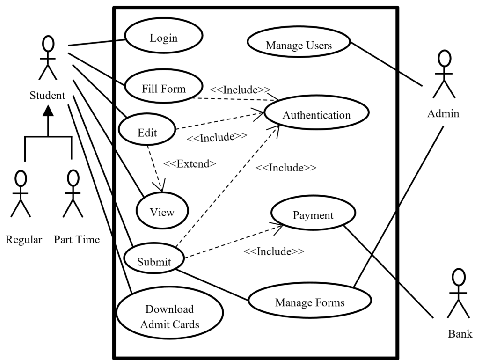 Login
Manage Users
Student
Fill Form
<<Include>>
Admin
Edit
Authentication
<<Include>>
<<Extend>
<<Include>>
View
Payment
Regular
Part Time
Submit
<<Include>>
Download
Admit Cards
Manage Forms
Bank